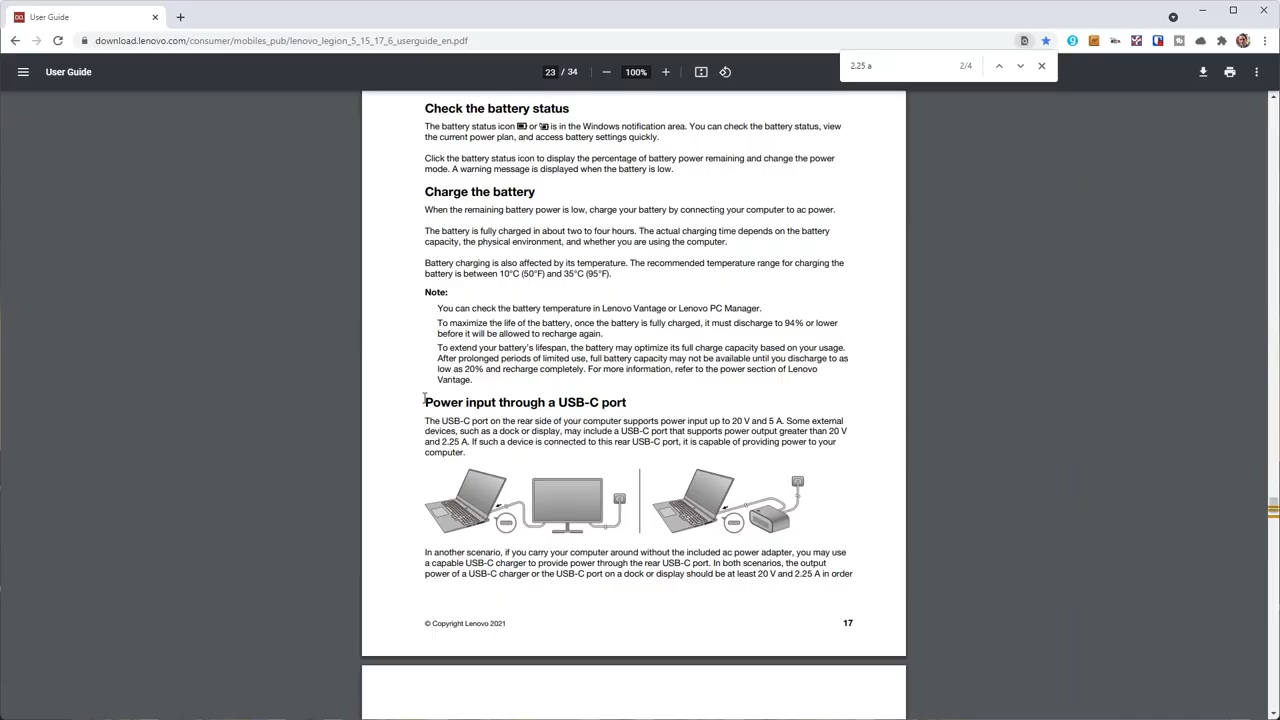 User Guide
download.lenovo.com/consumer/mobiles_pub/lenovo_legion_5_15_17_6_userguide_en.pdf
User Guide
23 / 34
100%
2.25 a
2/4
Check the battery status
The battery status icon or is in the Windows notification area. You can check the battery status, view
the current power plan, and access battery settings quickly.
Click the battery status icon to display the percentage of battery power remaining and change the power
mode. A warning message is displayed when the battery is low.
Charge the battery
When the remaining battery power is low, charge your battery by connecting your computer to ac power.
The battery is fully charged in about two to four hours. The actual charging time depends on the battery
capacity, the physical environment, and whether you are using the computer.
Battery charging is also affected by its temperature. The recommended temperature range for charging the
battery is between 10°C (50°F) and 35°C (95°F).
Note:
You can check the battery temperature in Lenovo Vantage or Lenovo PC Manager.
To maximize the life of the battery, once the battery is fully charged, it must discharge to 94% or lower
before it will be allowed to recharge again.
To extend your battery's lifespan, the battery may optimize its full charge capacity based on your usage.
After prolonged periods of limited use, full battery capacity may not be available until you discharge to as
low as 20% and recharge completely. For more information, refer to the power section of Lenovo
Vantage.
Power input through a USB-C port
The USB-C port on the rear side of your computer supports power input up to 20 V and 5 A. Some external
devices, such as a dock or display, may include a USB-C port that supports power output greater than 20 V
and 2.25 A. If such a device is connected to this rear USB-C port, it is capable of providing power to your
computer.
In another scenario, if you carry your computer around without the included ac power adapter, you may use
a capable USB-C charger to provide power through the rear USB-C port. In both scenarios, the output
power of a USB-C charger or the USB-C port on a dock or display should be at least 20 V and 2.25 A in order
© Copyright Lenovo 2021
17